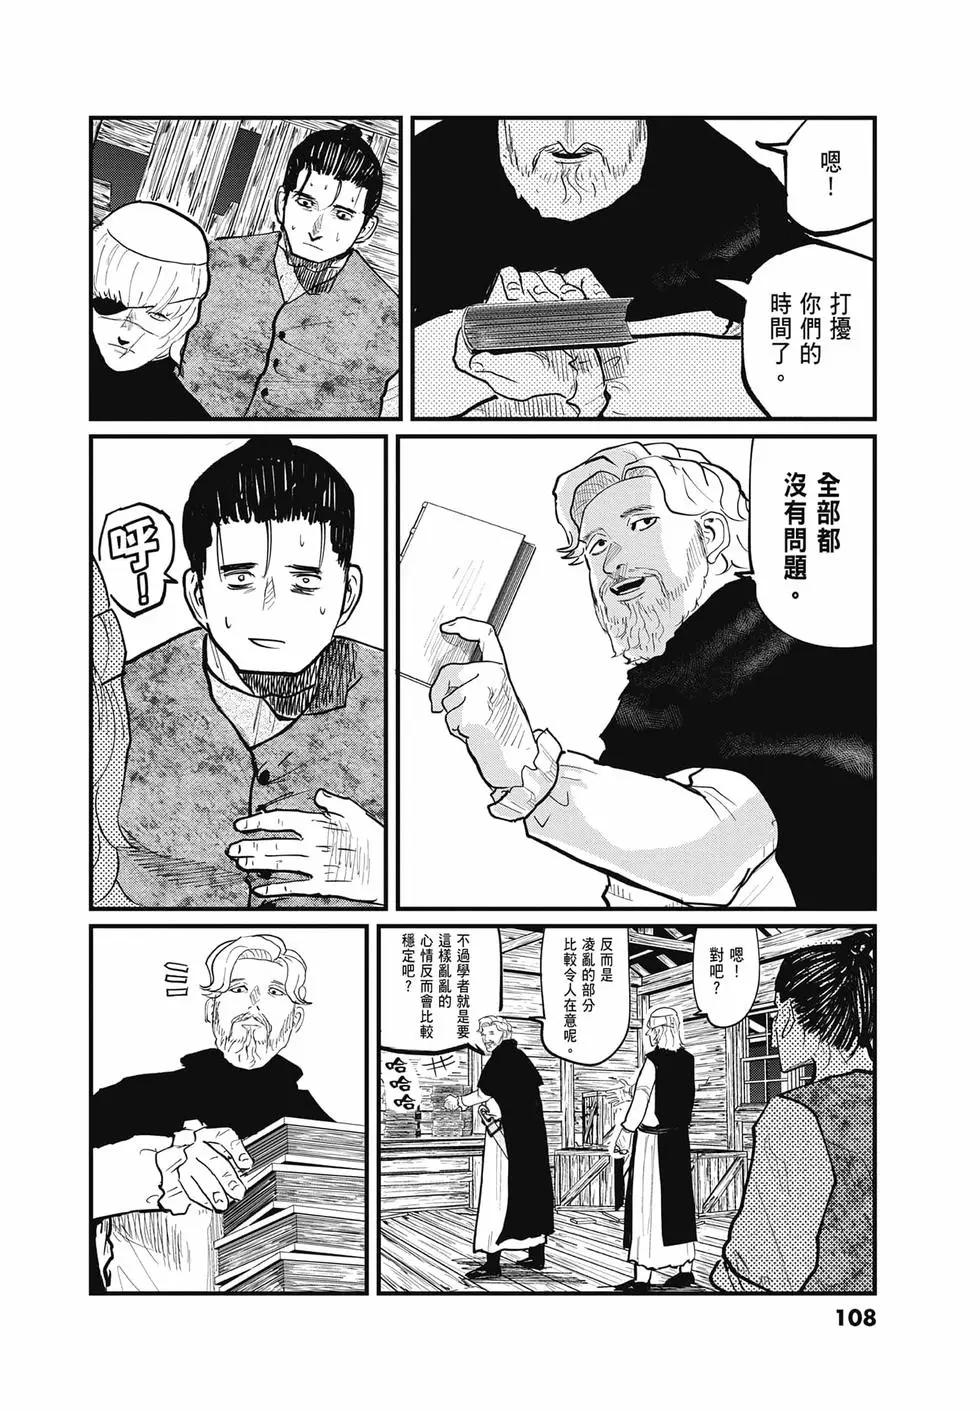 嗯！
打擾
你們的
時間了。
全部都
沒有問題。
呼！
嗯！
對吧？
反而是
凌亂的部分
比較令人在意呢。
不過學者就是要
這樣亂亂的
心情反而會比較
穩定吧？
哈
哈
哈
108